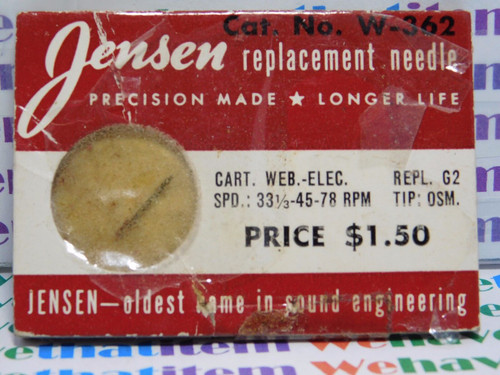 Cat. No. W-362
Jensen replacement needle
PRECISION MADE ★ LONGER LIFE
CART. WEB.-ELEC. REPL. G2
SPD.: 33⅓-45-78 RPM TIP: OSM.
PRICE $1.50
JENSEN—oldest name in sound engineering
wehavethatitem